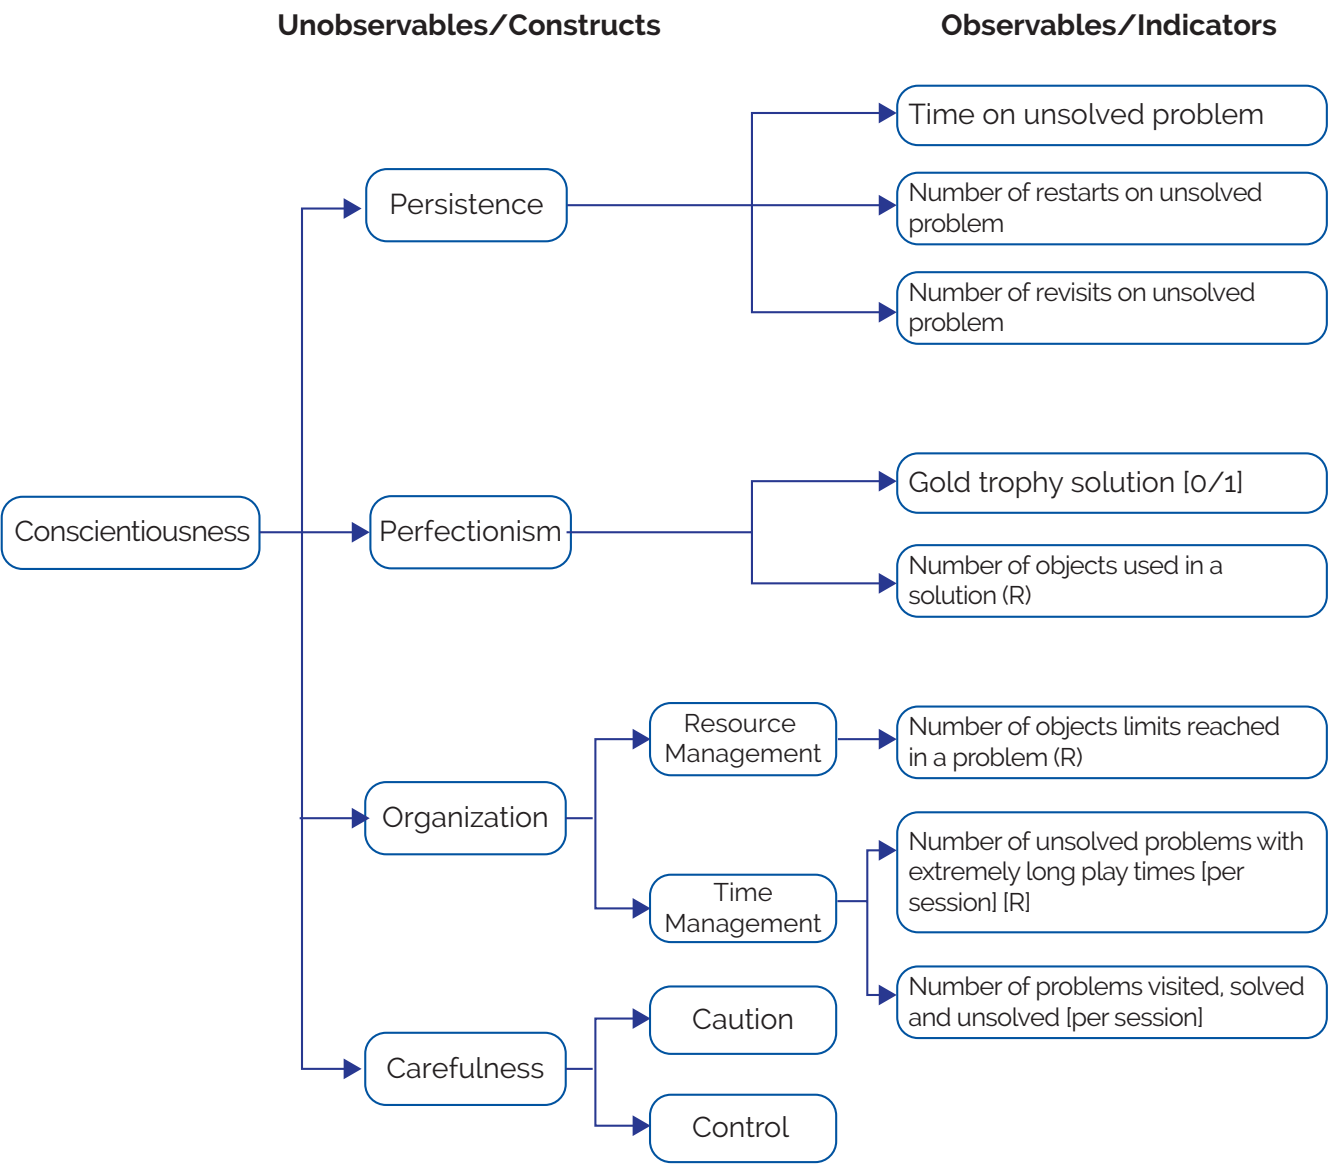 Unobservables/Constructs
Observables/Indicators
Time on unsolved problem
Persistence
Number of restarts on unsolved
problem
Number of revisits on unsolved
problem
Gold trophy solution [0/1]
Conscientiousness
Perfectionism
Number of objects used in a
solution (R)
Resource
Management
Number of objects limits reached
in a problem (R)
Organization
Number of unsolved problems with
extremely long play times [per
session] [R]
Time
Management
Number of problems visited, solved
and unsolved [per session]
Caution
Carefulness
Control